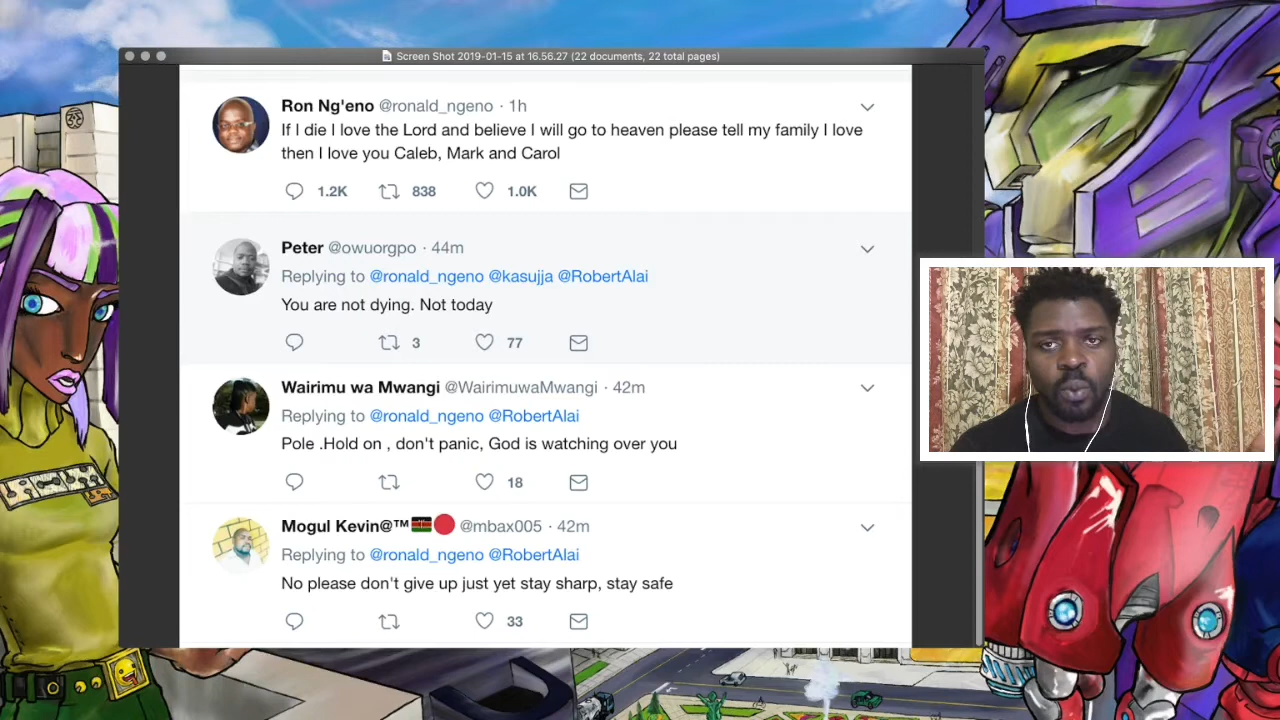 Screen Shot 2019-01-15 at 16.56.27 (22 documents, 22 total pages)
Ron Ng'eno @ronald_ngeno · 1h
If I die I love the Lord and believe I will go to heaven please tell my family I love
then I love you Caleb, Mark and Carol
1.2K 838 1.0K
Peter @owuorgpo · 44m
Replying to @ronald_ngeno @kasujja @RobertAlai
You are not dying. Not today
3 77
Wairimu wa Mwangi @WairimuwaMwangi · 42m
Replying to @ronald_ngeno @RobertAlai
Pole .Hold on , don't panic, God is watching over you
18
Mogul Kevin@™🇰🇪🔴 @mbax005 · 42m
Replying to @ronald_ngeno @RobertAlai
No please don't give up just yet stay sharp, stay safe
33